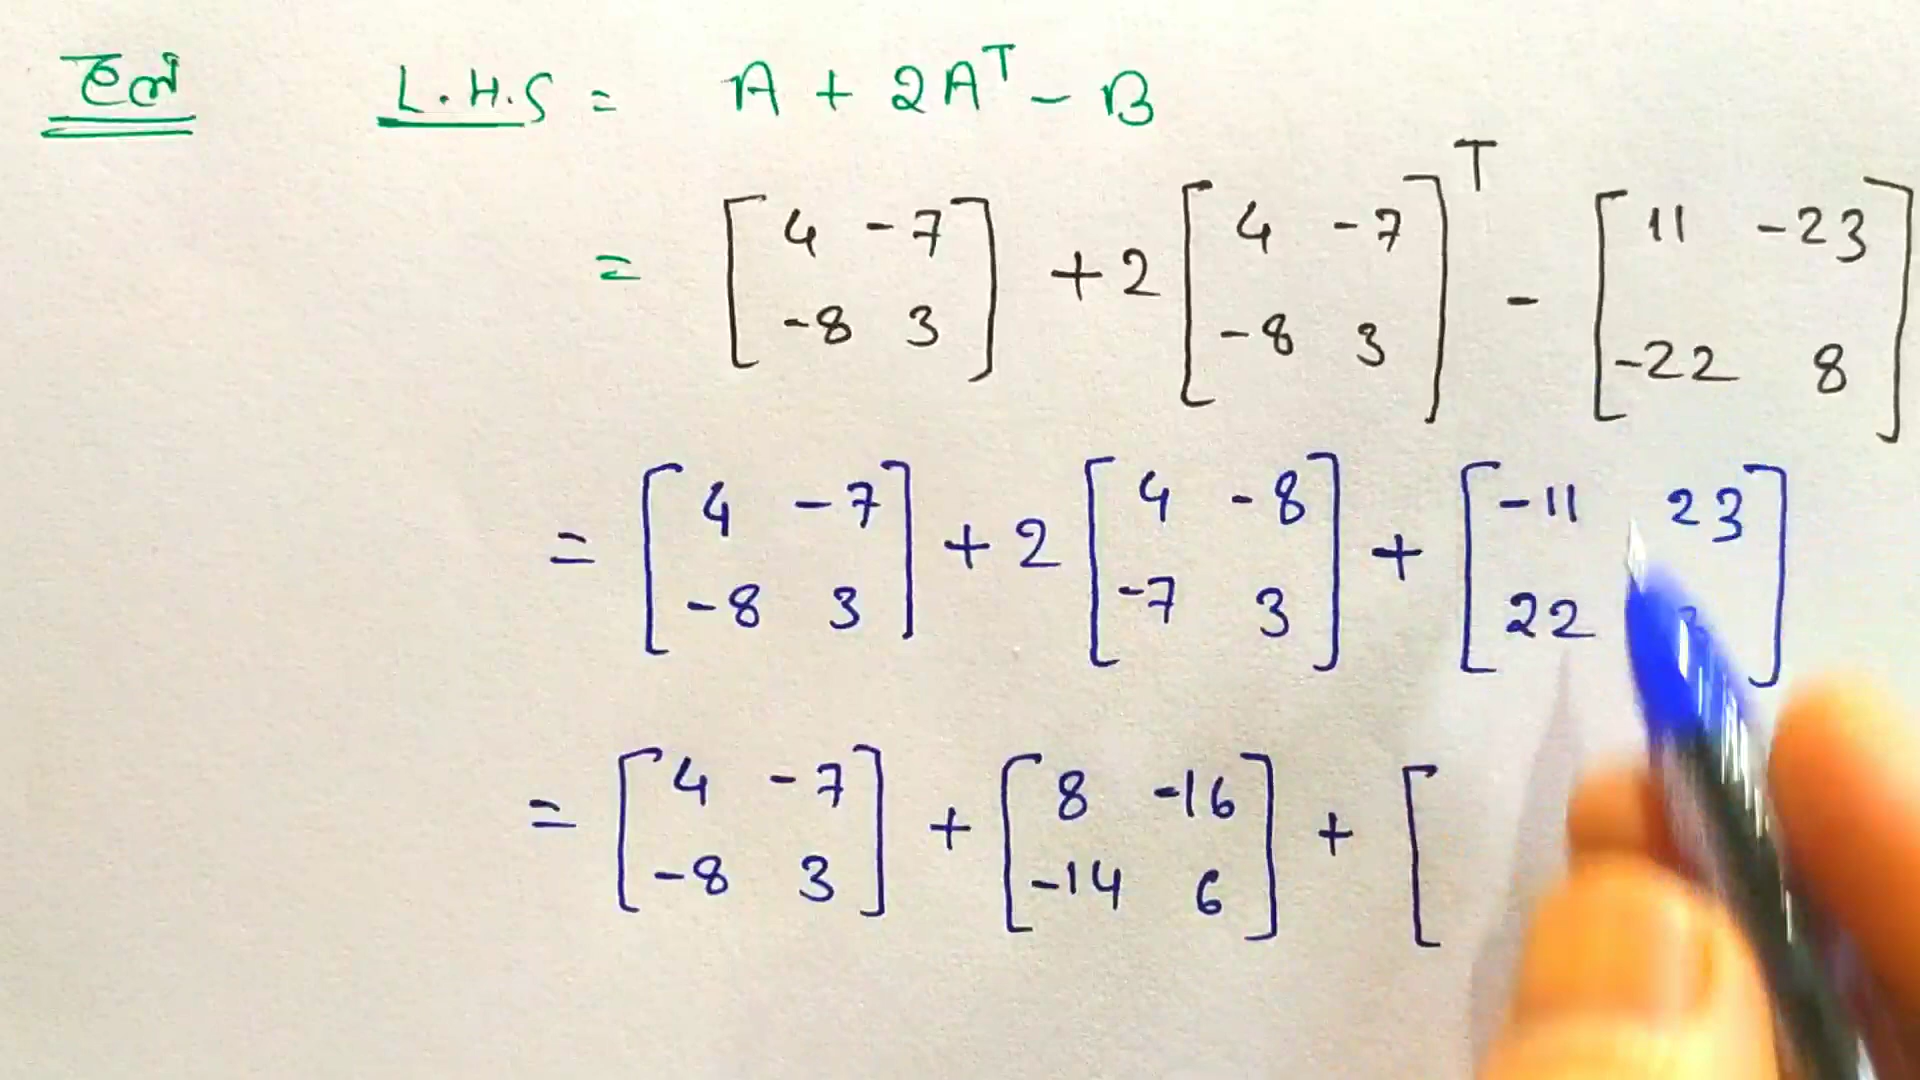 हल L.H.S = A + 2Aᵀ - B
= [4 -7; -8 3] + 2 [4 -7; -8 3]ᵀ - [11 -23; -22 8]
= [4 -7; -8 3] + 2 [4 -8; -7 3] + [-11 23; 22]
= [4 -7; -8 3] + [8 -16; -14 6] + [